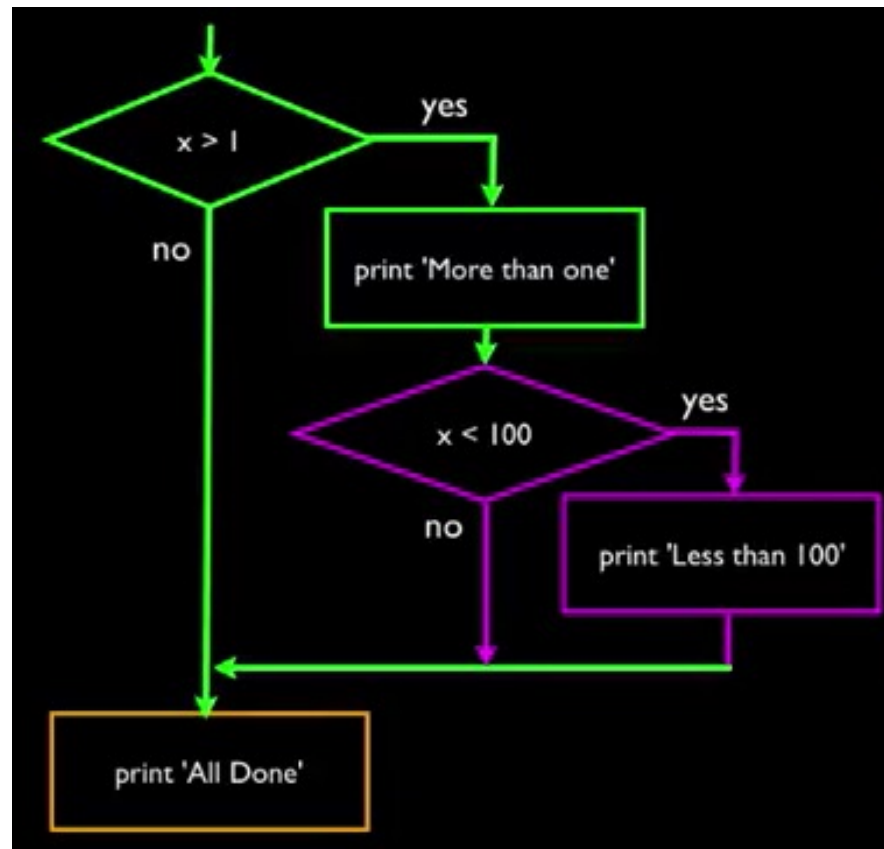 x > 1
yes
no
print 'More than one'
x < 100
yes
no
print 'Less than 100'
print 'All Done'